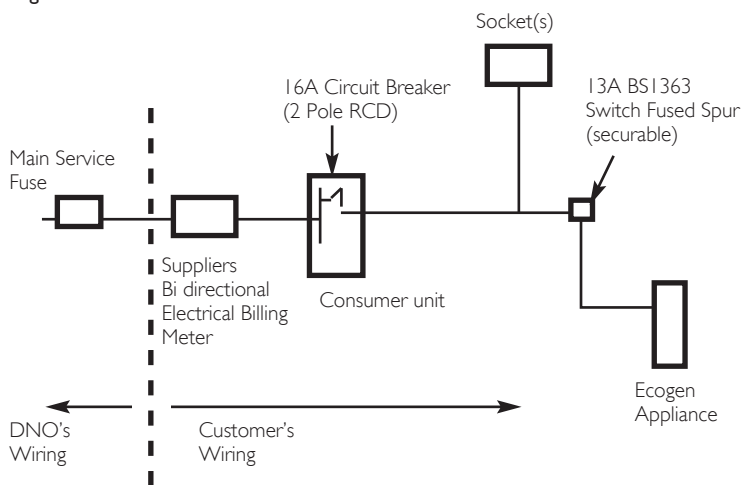 Socket(s)
16A Circuit Breaker
(2 Pole RCD)
13A BS1363
Switch Fused Spur
(securable)
Main Service
Fuse
Suppliers
Bi directional
Electrical Billing
Meter
Consumer unit
Ecogen
Appliance
DNO's
Wiring
Customer's
Wiring